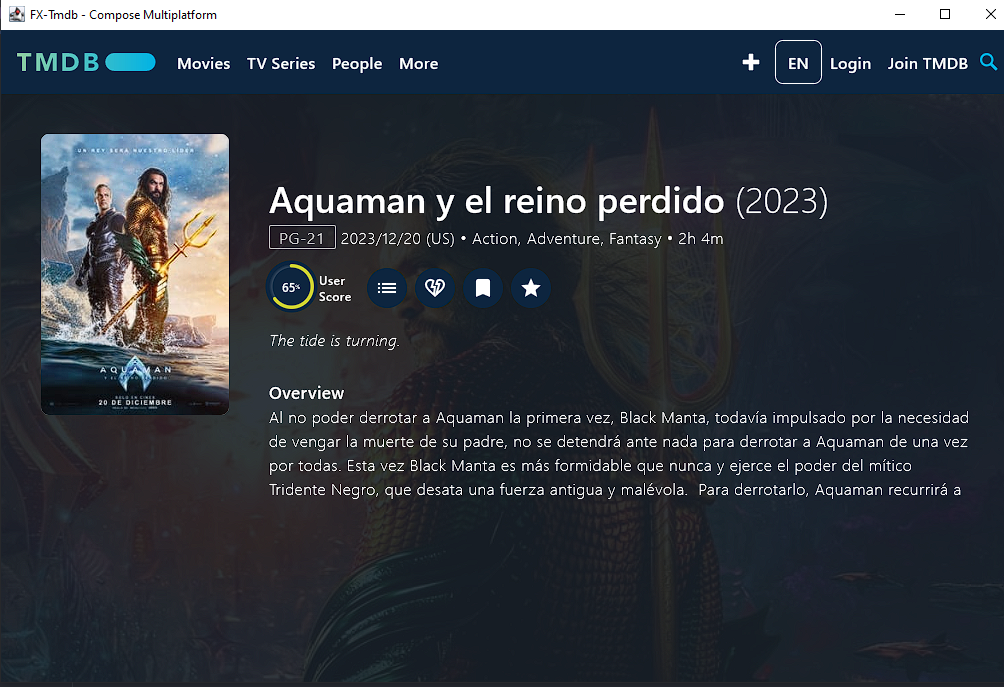 FX-Tmdb - Compose Multiplatform
TMDB Movies TV Series People More EN Login Join TMDB
UN REY SERÁ NUESTRO LÍDER
Aquaman y el reino perdido (2023)
PG-21 2023/12/20 (US) • Action, Adventure, Fantasy • 2h 4m
65% User
Score
The tide is turning.
AQUAMAN
Y EL REINO PERDIDO
SOLO EN CINES
20 DE DICIEMBRE
Overview
Al no poder derrotar a Aquaman la primera vez, Black Manta, todavía impulsado por la necesidad
de vengar la muerte de su padre, no se detendrá ante nada para derrotar a Aquaman de una vez
por todas. Esta vez Black Manta es más formidable que nunca y ejerce el poder del mítico
Tridente Negro, que desata una fuerza antigua y malévola.  Para derrotarlo, Aquaman recurrirá a